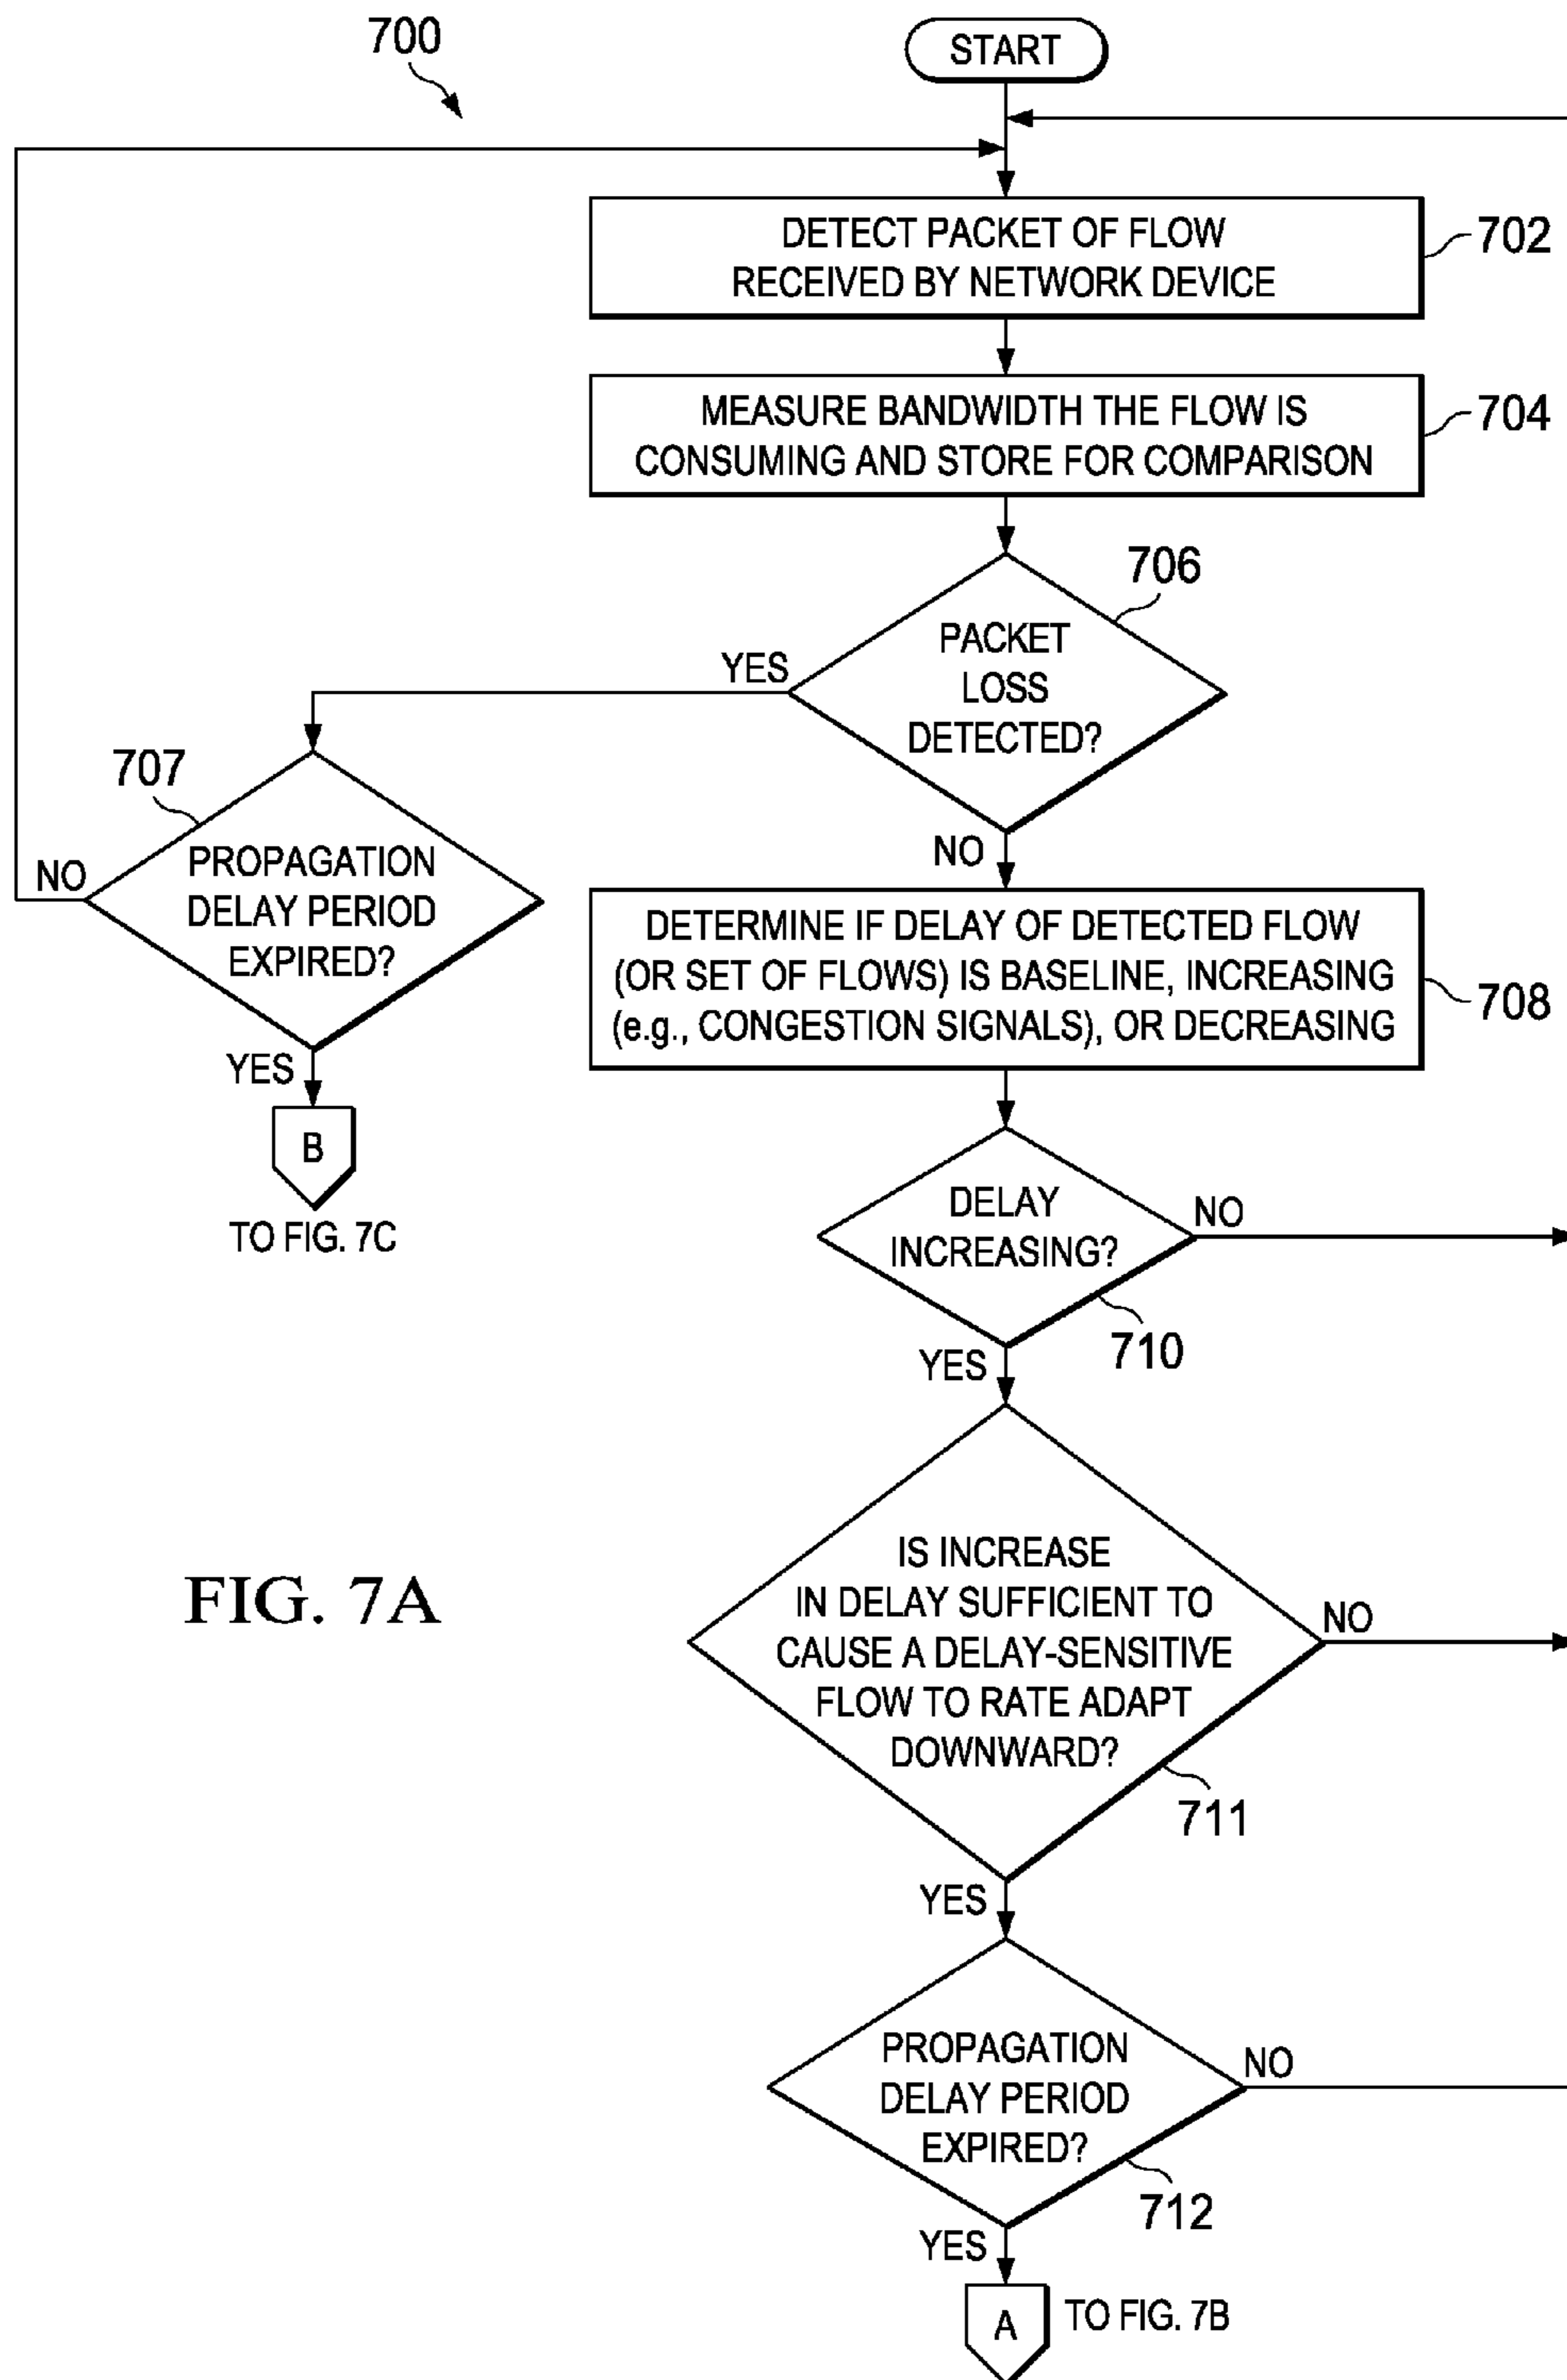 700
START
DETECT PACKET OF FLOW
RECEIVED BY NETWORK DEVICE
702
MEASURE BANDWIDTH THE FLOW IS
CONSUMING AND STORE FOR COMPARISON
704
706
PACKET
LOSS
DETECTED?
YES
NO
707
PROPAGATION
DELAY PERIOD
EXPIRED?
NO
YES
B
TO FIG. 7C
DETERMINE IF DELAY OF DETECTED FLOW
(OR SET OF FLOWS) IS BASELINE, INCREASING
(e.g., CONGESTION SIGNALS), OR DECREASING
708
DELAY
INCREASING?
NO
710
YES
IS INCREASE
IN DELAY SUFFICIENT TO
CAUSE A DELAY-SENSITIVE
FLOW TO RATE ADAPT
DOWNWARD?
NO
711
YES
FIG. 7A
PROPAGATION
DELAY PERIOD
EXPIRED?
NO
712
YES
A
TO FIG. 7B